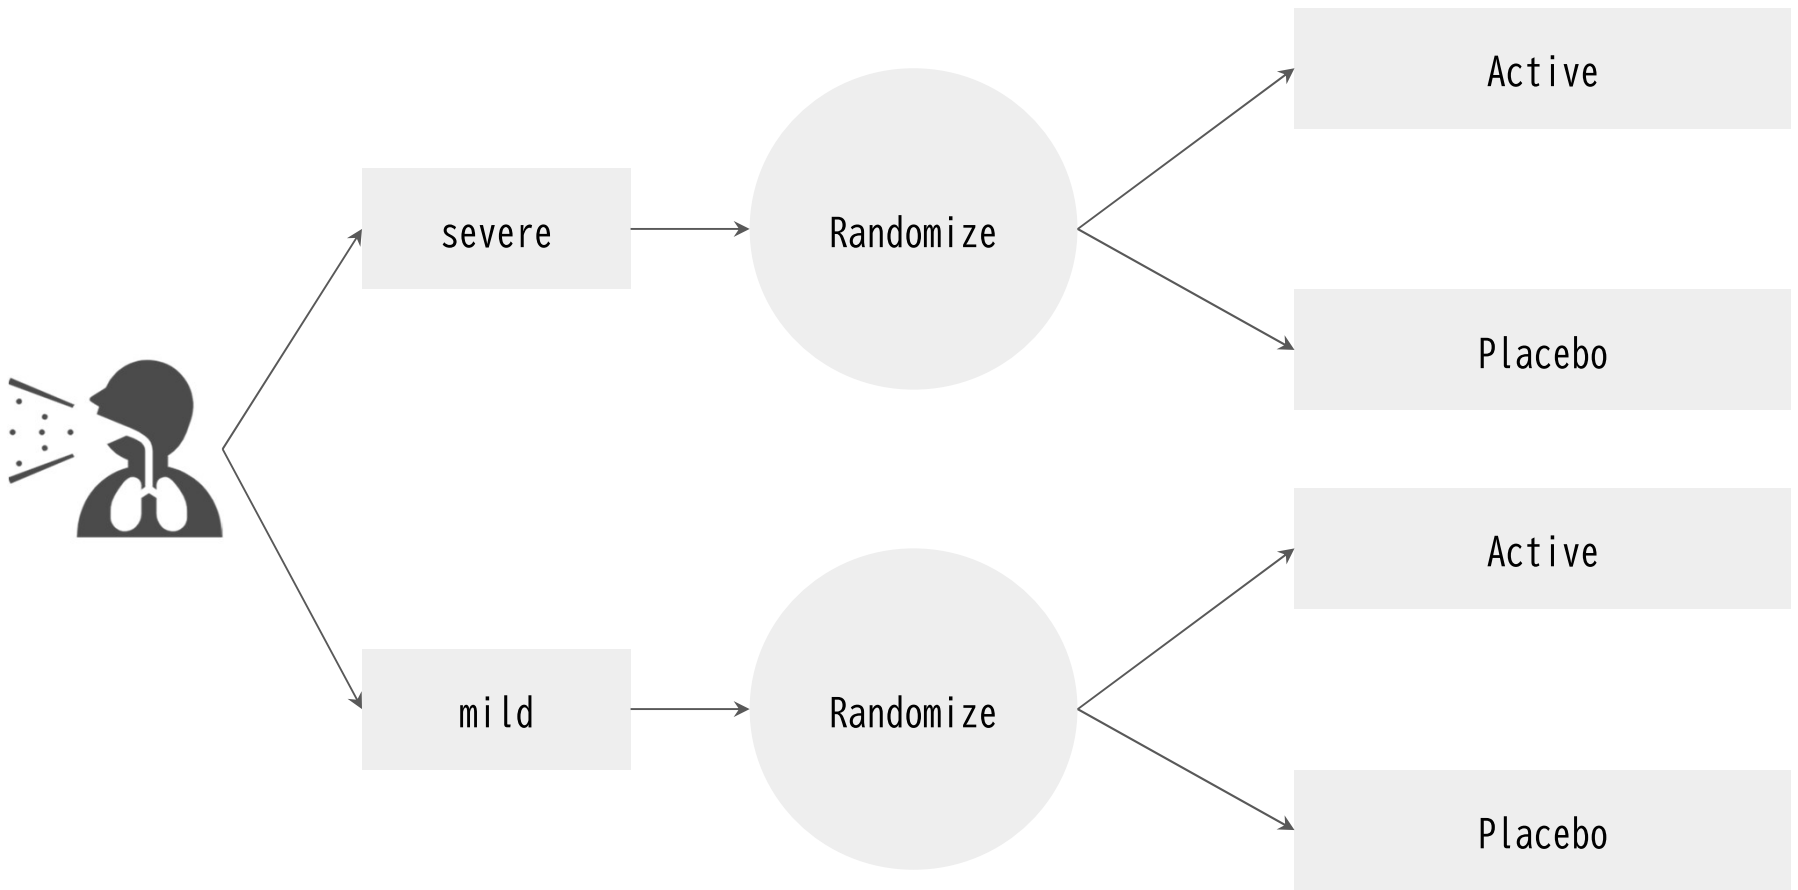 severe
Randomize
Active
Placebo
mild
Randomize
Active
Placebo